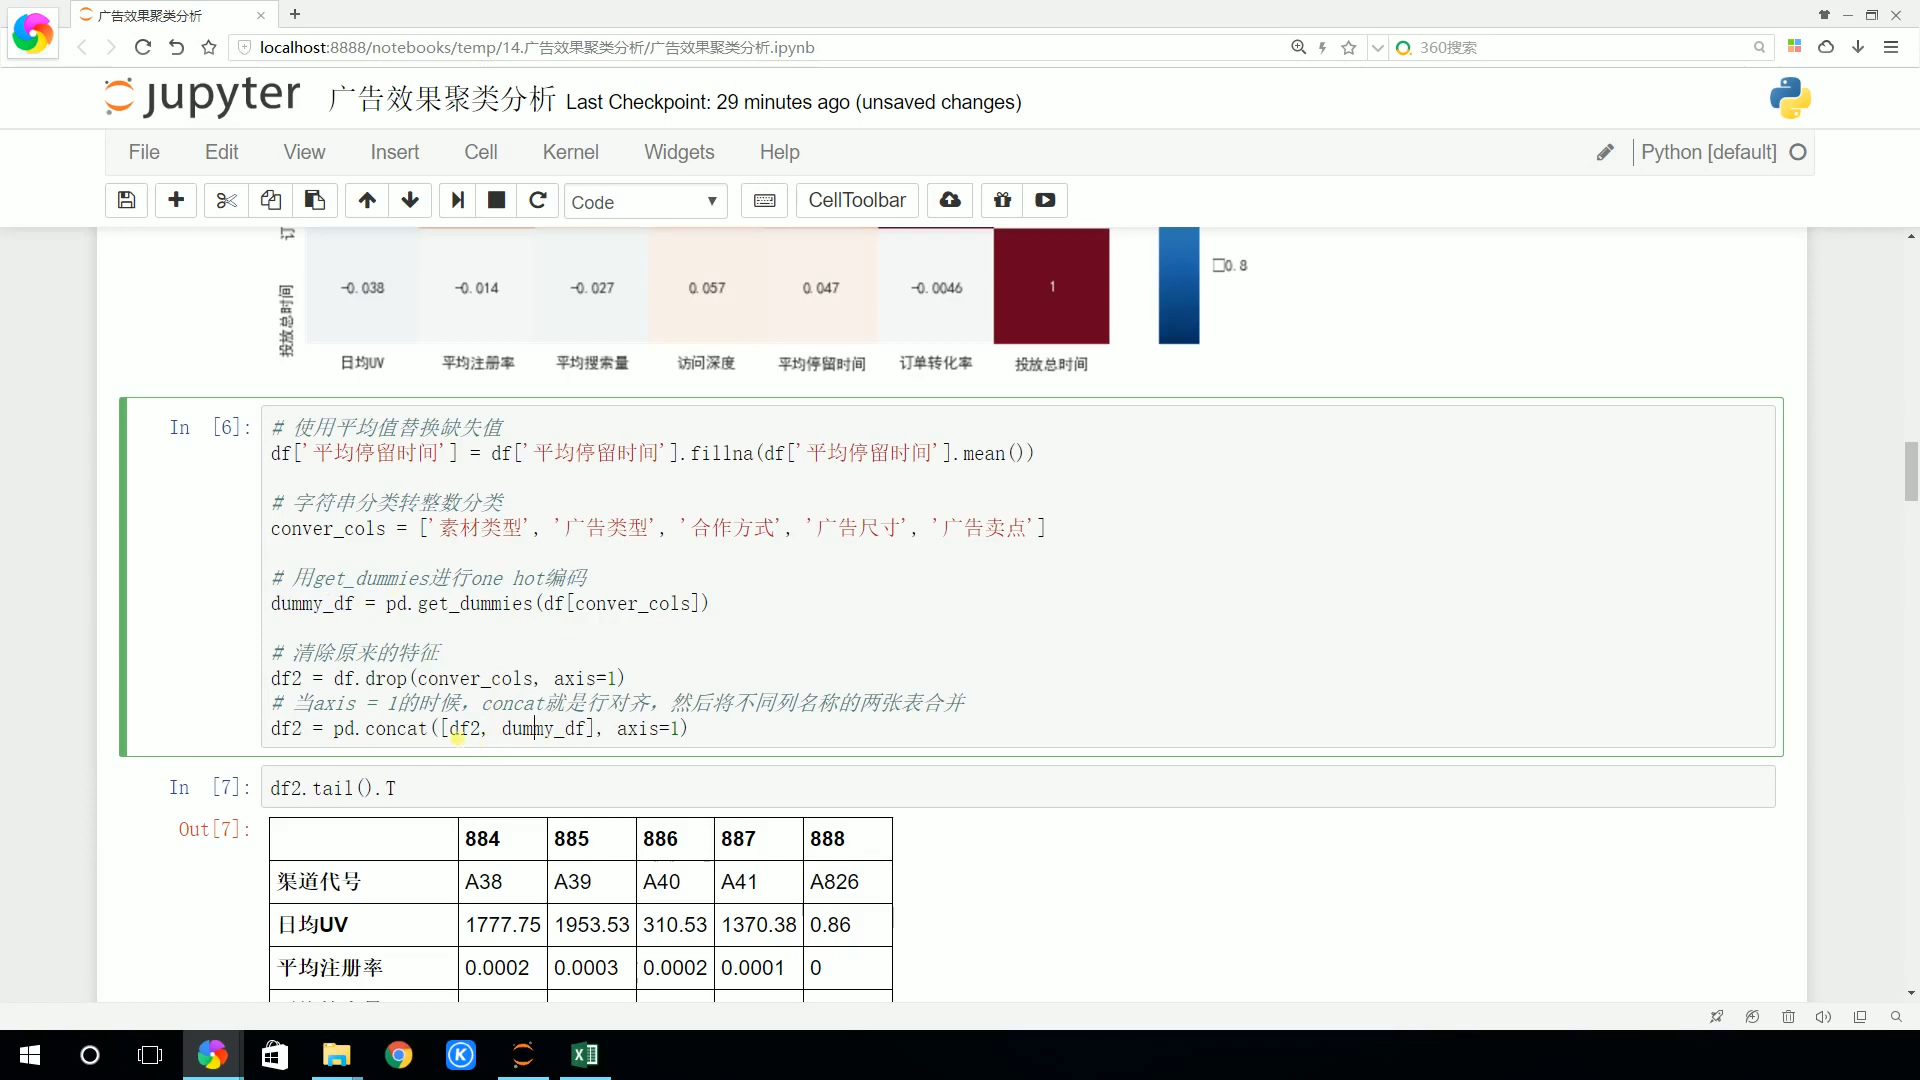 广告效果聚类分析
localhost:8888/notebooks/temp/14.广告效果聚类分析/广告效果聚类分析.ipynb
360搜索
jupyter 广告效果聚类分析 Last Checkpoint: 29 minutes ago (unsaved changes)
File Edit View Insert Cell Kernel Widgets Help
Python [default]
Code CellToolbar
投放总时间 -0.038 -0.014 -0.027 0.057 0.047 -0.0046 1
0.8
日均UV 平均注册率 平均搜索量 访问深度 平均停留时间 订单转化率 投放总时间
In [6]:
# 使用平均值替换缺失值
df['平均停留时间'] = df['平均停留时间'].fillna(df['平均停留时间'].mean())
# 字符串分类转整数分类
conver_cols = ['素材类型', '广告类型', '合作方式', '广告尺寸', '广告卖点']
# 用get_dummies进行one hot编码
dummy_df = pd.get_dummies(df[conver_cols])
# 清除原来的特征
df2 = df.drop(conver_cols, axis=1)
# 当axis = 1的时候，concat就是行对齐，然后将不同列名称的两张表合并
df2 = pd.concat([df2, dummy_df], axis=1)
In [7]: df2.tail().T
Out[7]:
884 885 886 887 888
渠道代号 A38 A39 A40 A41 A826
日均UV 1777.75 1953.53 310.53 1370.38 0.86
平均注册率 0.0002 0.0003 0.0002 0.0001 0